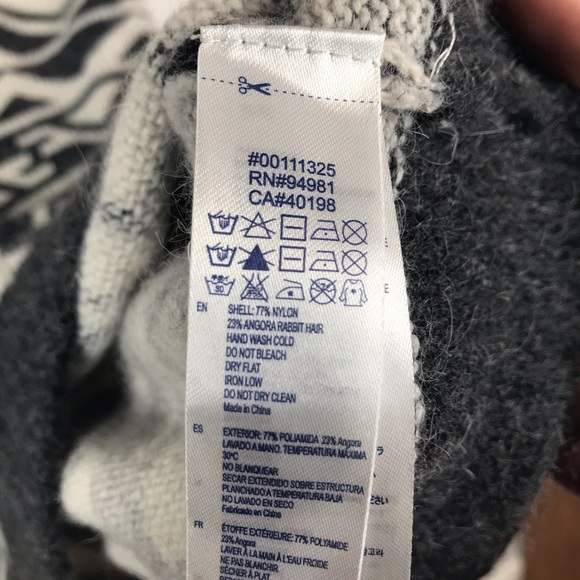 #00111325
RN#94981
CA#40198
EN
SHELL: 77% NYLON
23% ANGORA RABBIT HAIR
HAND WASH COLD
DO NOT BLEACH
DRY FLAT
IRON LOW
DO NOT DRY CLEAN
Made in China
ES
EXTERIOR: 77% POLIAMIDA 23% Angora
LAVADO A MANO. TEMPERATURA MÁXIMA
30ºC
NO BLANQUEAR
SECAR EXTENDIDO SOBRE ESTRUCTURA
PLANCHADO A TEMPERATURA BAJA
NO LAVADO EN SECO
Fabricado en China
FR
ÉTOFFE EXTÉRIEURE: 77% POLYAMIDE
23% Angora
LAVER À LA MAIN À L'EAU FROIDE
NE PAS BLANCHIR
SÉCHER À PLAT